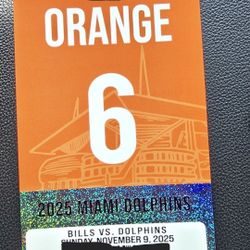 ORANGE
6
2025 MIAMI DOLPHINS
BILLS VS. DOLPHINS
SUNDAY, NOVEMBER 9, 2025